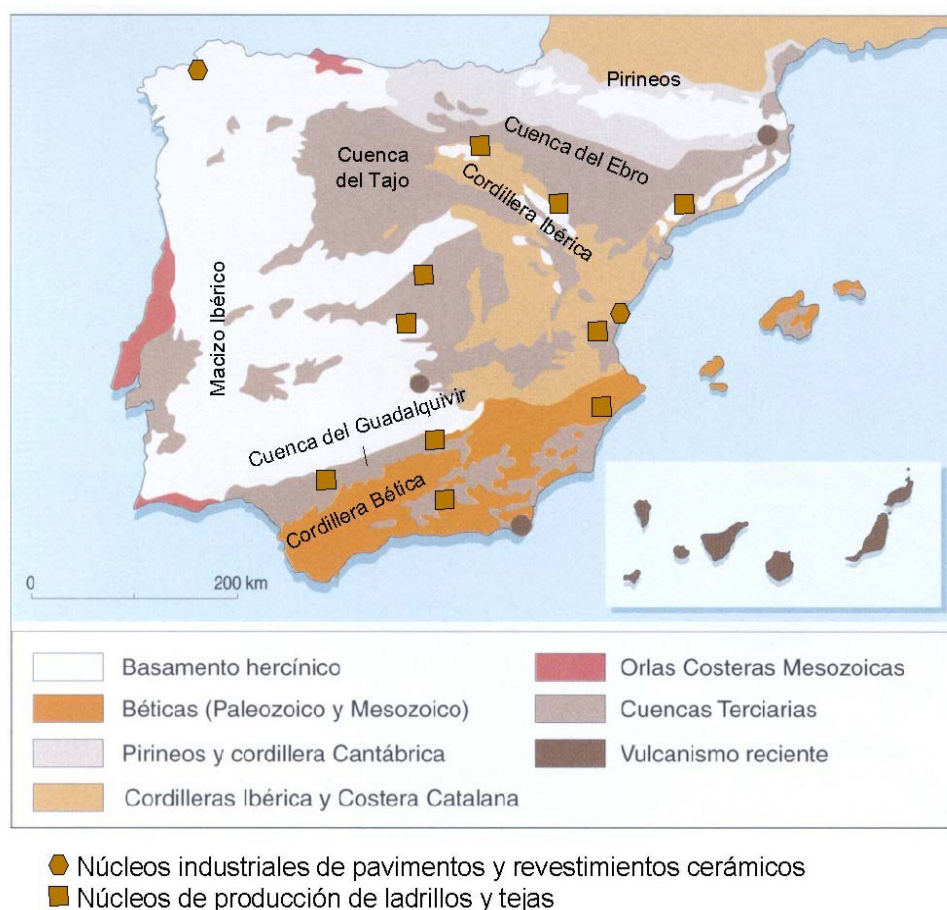 Pirineos
Cuenca del Ebro
Cuenca
del Tajo
Cordillera Ibérica
Macizo Ibérico
Cuenca del Guadalquivir
Cordillera Bética
0
200 km
Basamento hercínico
Béticas (Paleozoico y Mesozoico)
Pirineos y cordillera Cantábrica
Cordilleras Ibérica y Costera Catalana
Orlas Costeras Mesozoicas
Cuencas Terciarias
Vulcanismo reciente
Núcleos industriales de pavimentos y revestimientos cerámicos
Núcleos de producción de ladrillos y tejas